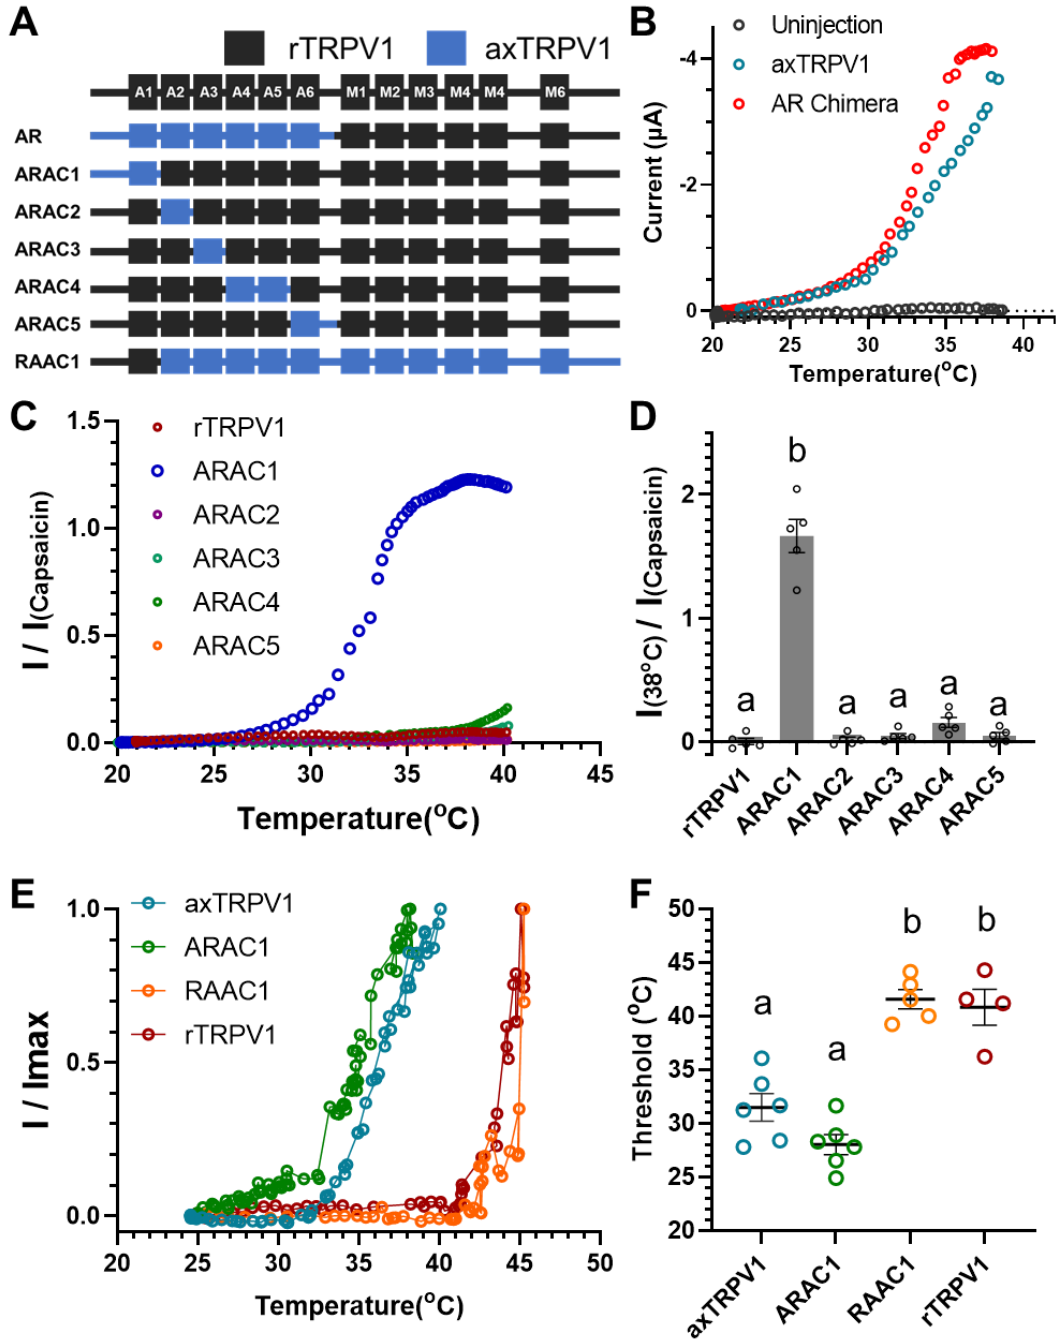 A
rTRPV1 axTRPV1
A1 A2 A3 A4 A5 A6 M1 M2 M3 M4 M4 M6
AR
ARAC1
ARAC2
ARAC3
ARAC4
ARAC5
RAAC1
B
Uninjection
axTRPV1
AR Chimera
Current (µA)
-4
-2
0
20 25 30 35 40
Temperature(°C)
C
rTRPV1
ARAC1
ARAC2
ARAC3
ARAC4
ARAC5
I / I(Capsaicin)
1.5
1.0
0.5
0.0
20 25 30 35 40 45
Temperature(°C)
D
I(38°C) / I(Capsaicin)
2
1
0
a b a a a a
rTRPV1 ARAC1 ARAC2 ARAC3 ARAC4 ARAC5
E
axTRPV1
ARAC1
RAAC1
rTRPV1
I / Imax
1.0
0.5
0.0
20 25 30 35 40 45 50
Temperature(°C)
F
Threshold (°C)
50
45
40
35
30
25
20
a a b b
axTRPV1 ARAC1 RAAC1 rTRPV1